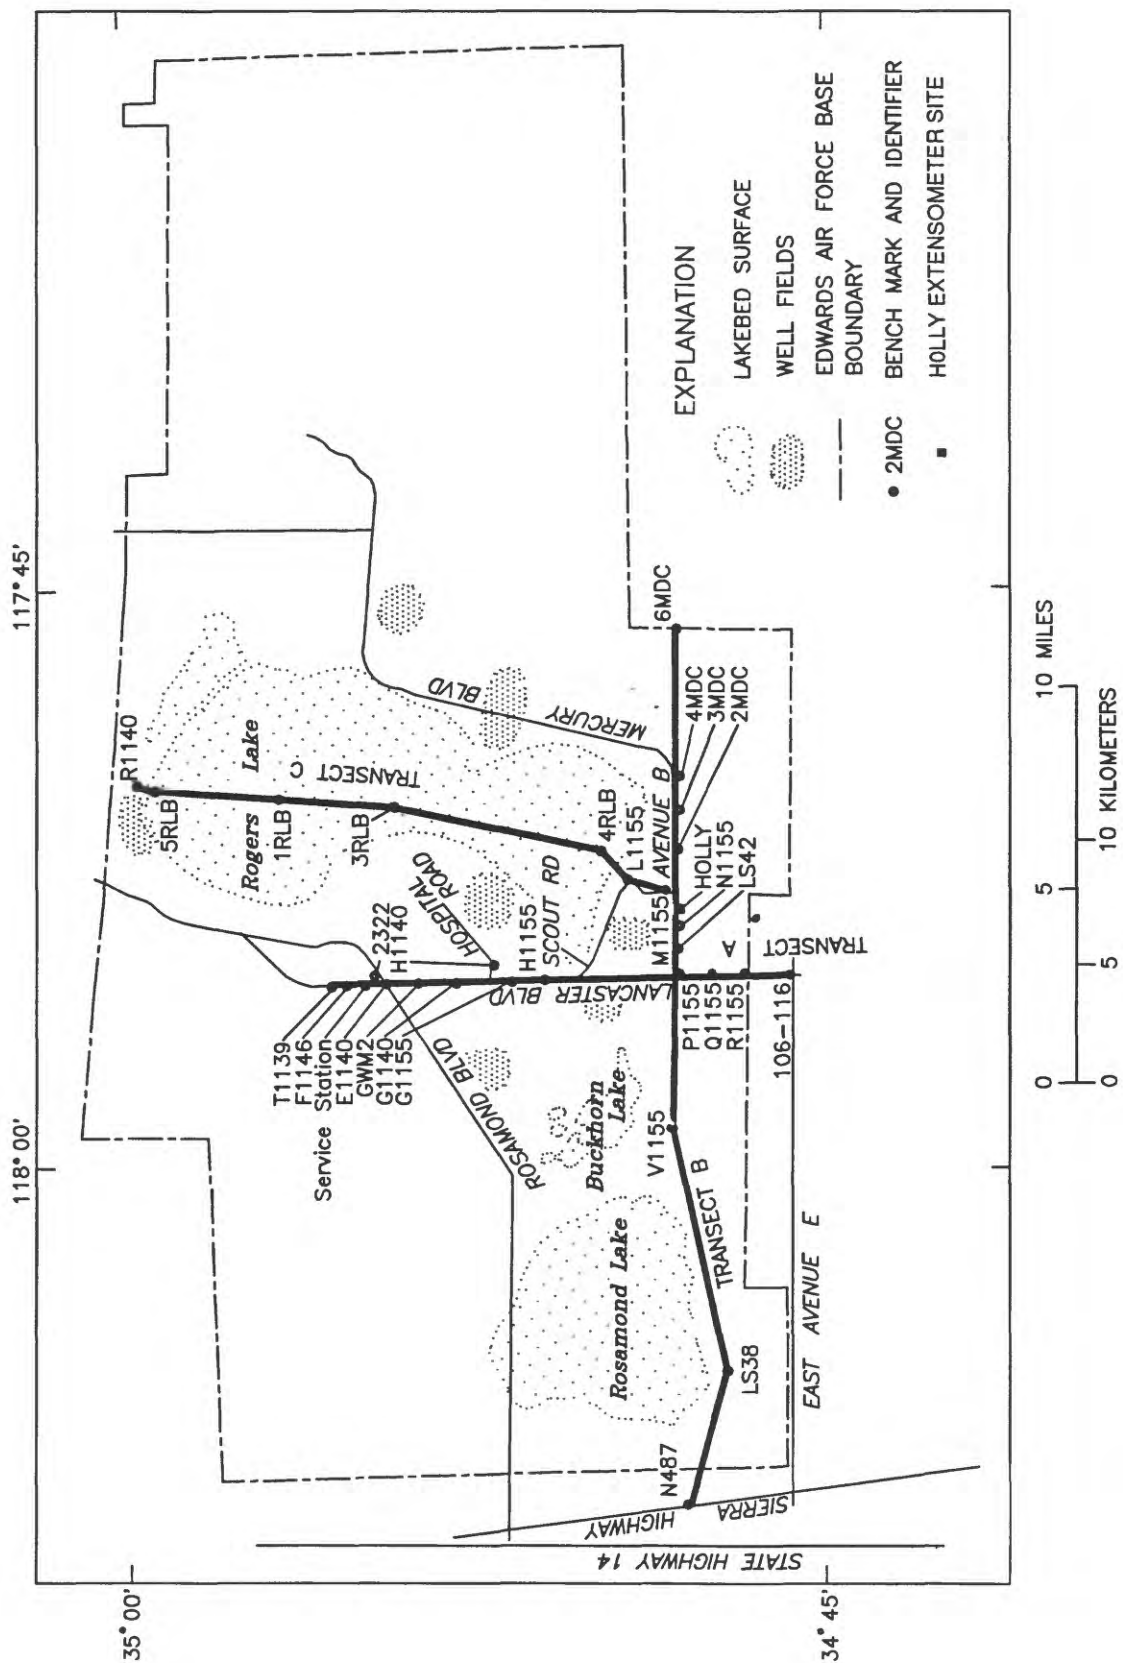 118° 00'
117° 45'
35° 00'
34° 45'
R1140
5RLB
1RLB
3RLB
Rogers Lake
TRANSECT C
4RLB
L1155
M1155
AVENUE B
MERCURY BLVD
6MDC
4MDC
3MDC
2MDC
HOLLY
N1155
LS42
HOSPITAL ROAD
2322
H1140
H1155
SCOUT RD
T1139
F1146
Service Station
E1140
GWM2
G1140
G1155
LANCASTER BLVD
ROSAMOND BLVD
P1155
Q1155
R1155
106-116
TRANSECT A
Buckhorn Lake
V1155
TRANSECT B
Rosamond Lake
LS38
N487
EAST AVENUE E
SIERRA HIGHWAY
STATE HIGHWAY 14
EXPLANATION
LAKEBED SURFACE
WELL FIELDS
EDWARDS AIR FORCE BASE
BOUNDARY
2MDC BENCH MARK AND IDENTIFIER
HOLLY EXTENSOMETER SITE
0 5 10 MILES
0 5 10 KILOMETERS